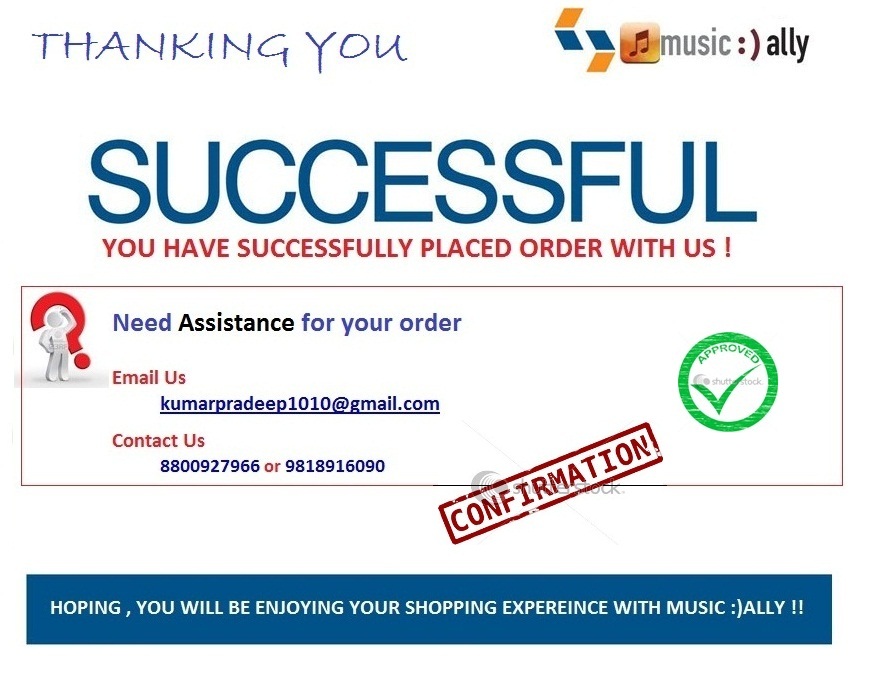 THANKING YOU
music :) ally
SUCCESSFUL
YOU HAVE SUCCESSFULLY PLACED ORDER WITH US !
Need Assistance for your order
Email Us
kumarpradeep1010@gmail.com
Contact Us
8800927966 or 9818916090
APPROVED
shutterstock.
CONFIRMATION!
shutterstock.
HOPING , YOU WILL BE ENJOYING YOUR SHOPPING EXPEREINCE WITH MUSIC :)ALLY !!